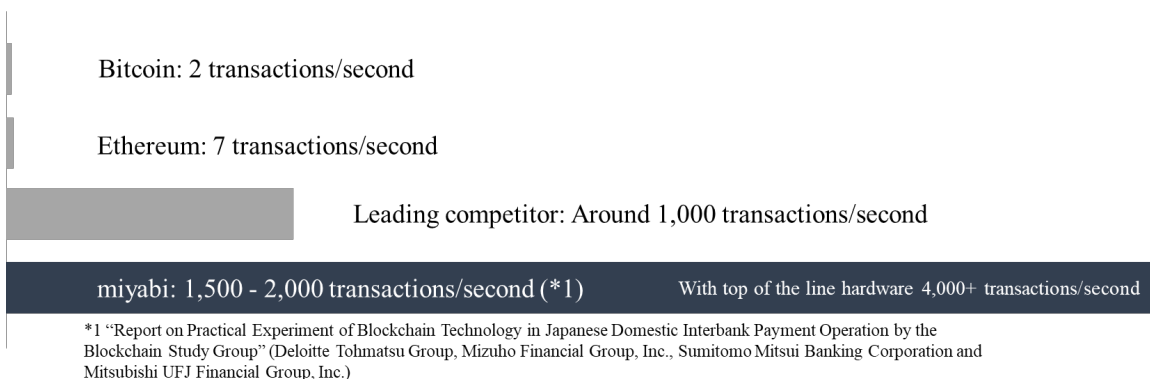 Bitcoin: 2 transactions/second
Ethereum: 7 transactions/second
Leading competitor: Around 1,000 transactions/second
miyabi: 1,500 - 2,000 transactions/second (*1) With top of the line hardware 4,000+ transactions/second
*1 “Report on Practical Experiment of Blockchain Technology in Japanese Domestic Interbank Payment Operation by the
Blockchain Study Group” (Deloitte Tohmatsu Group, Mizuho Financial Group, Inc., Sumitomo Mitsui Banking Corporation and
Mitsubishi UFJ Financial Group, Inc.)